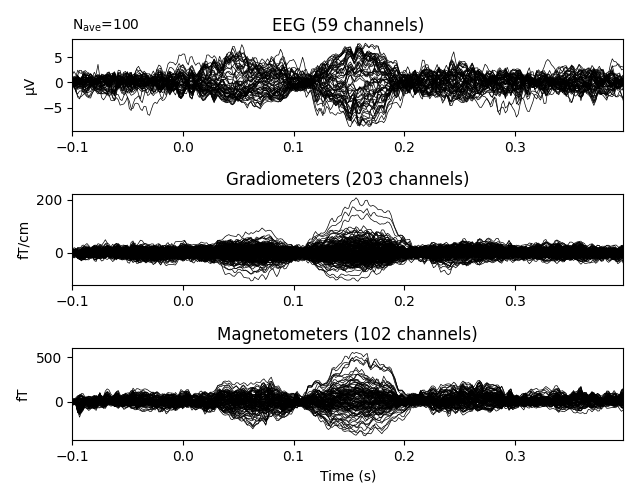 N_ave=100
EEG (59 channels)
5
0
−5
µV
−0.1 0.0 0.1 0.2 0.3
Gradiometers (203 channels)
200
0
fT/cm
−0.1 0.0 0.1 0.2 0.3
Magnetometers (102 channels)
500
0
fT
−0.1 0.0 0.1 0.2 0.3
Time (s)